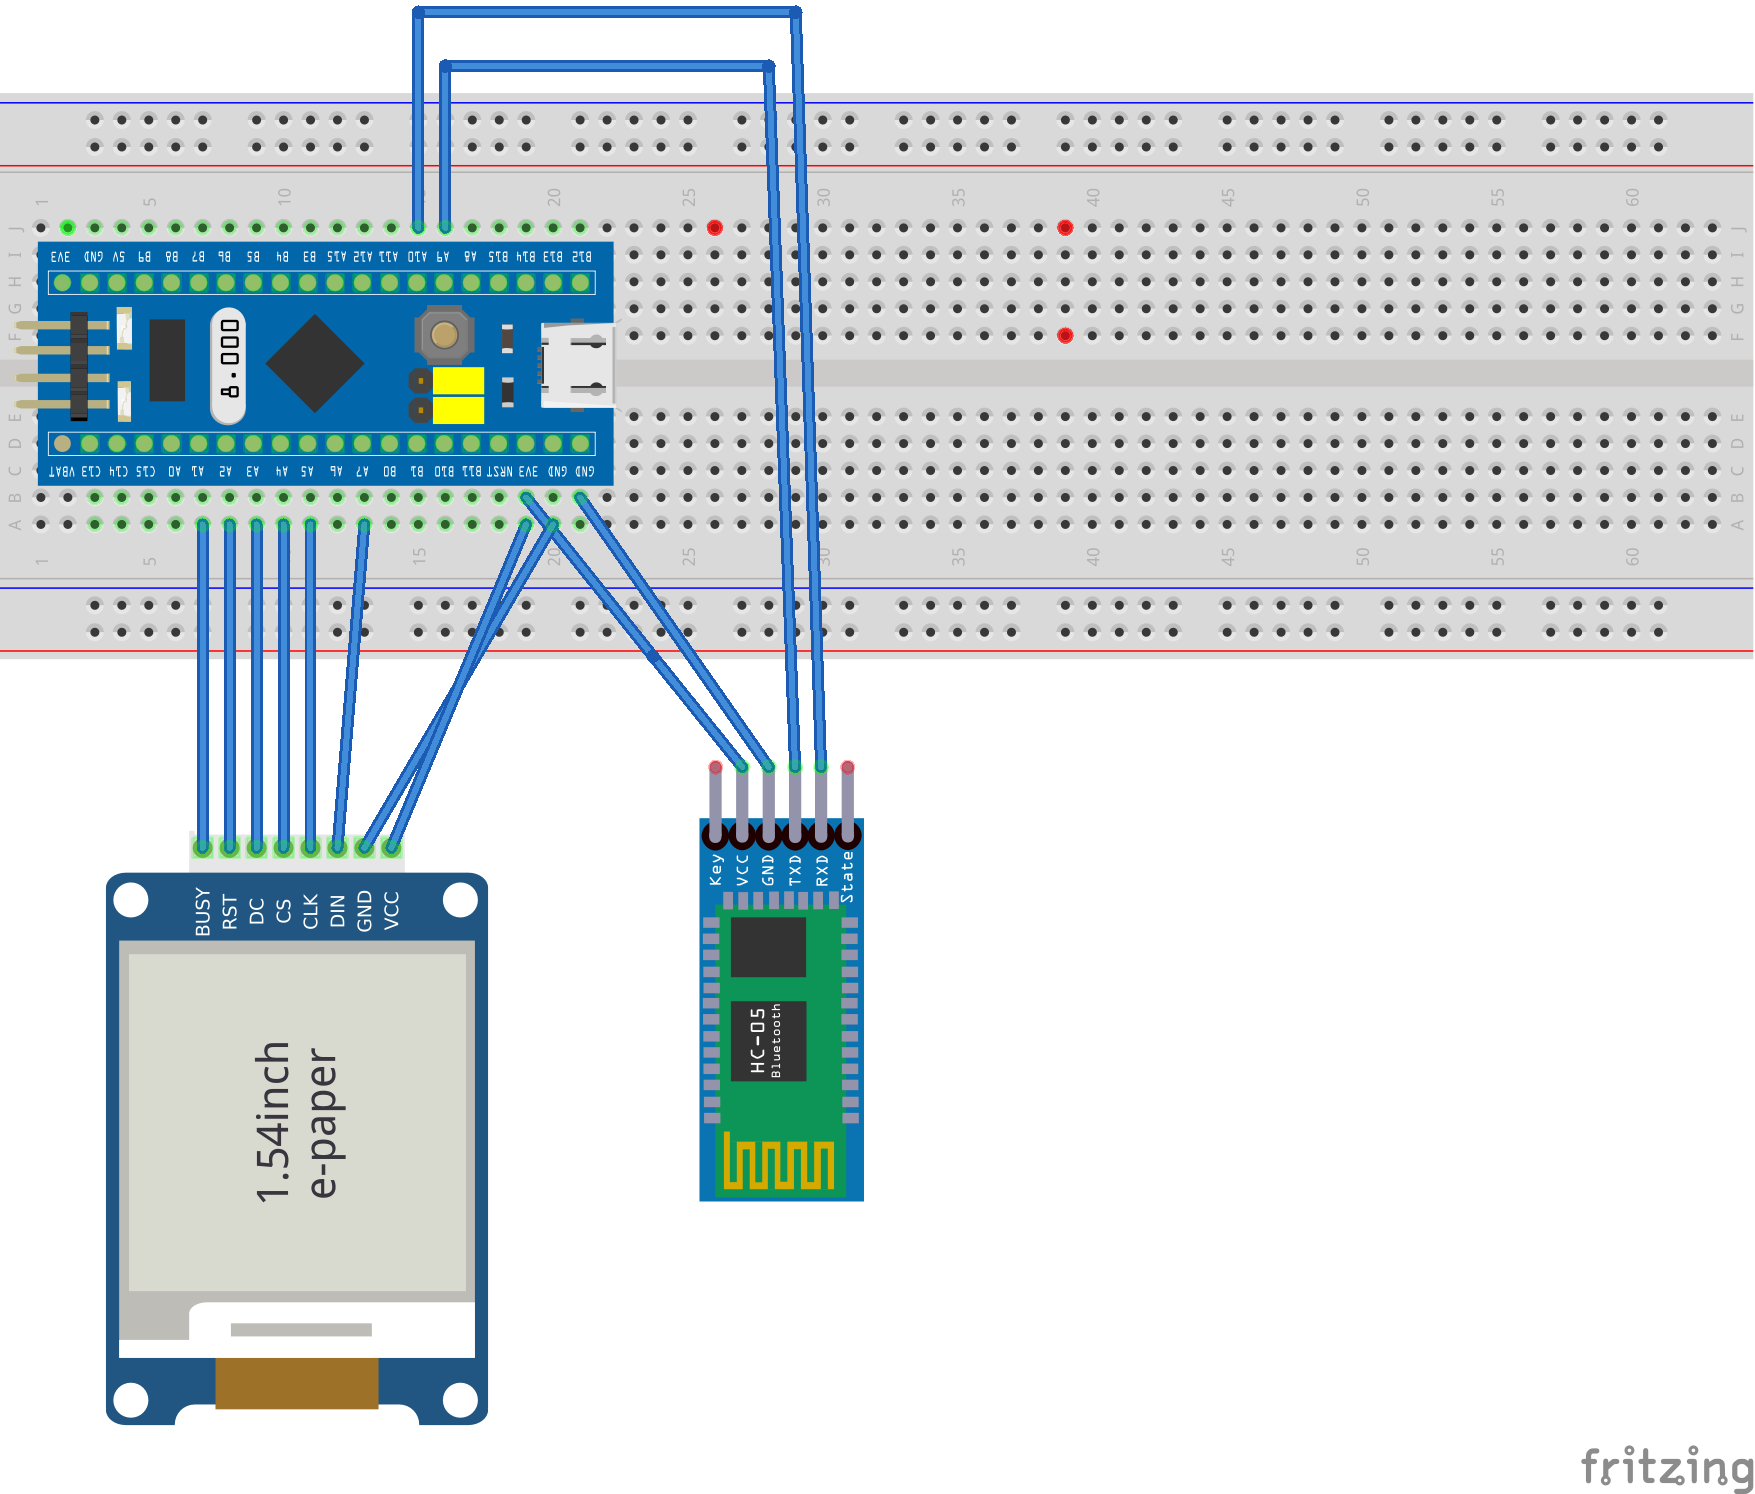 1 5 10 20 25 30 35 40 45 50 55 60
J J
I I
H H
G G
F F
3V3 GND 5V B9 B8 B7 B6 B5 B4 B3 A15 A12 A11 A10 A9 A8 B15 B14 B13 B12
8.000
VBAT C13 C14 C15 A0 A1 A2 A3 A4 A5 A6 A7 B0 B1 B10 B11 NRST 3V3 GND GND
E E
D D
C C
B B
A A
1 5 15 20 25 30 35 40 45 50 55 60
BUSY
RST
DC
CS
CLK
DIN
GND
VCC
1.54inch
e-paper
Key
VCC
GND
TXD
RXD
State
HC-05
Bluetooth
fritzing